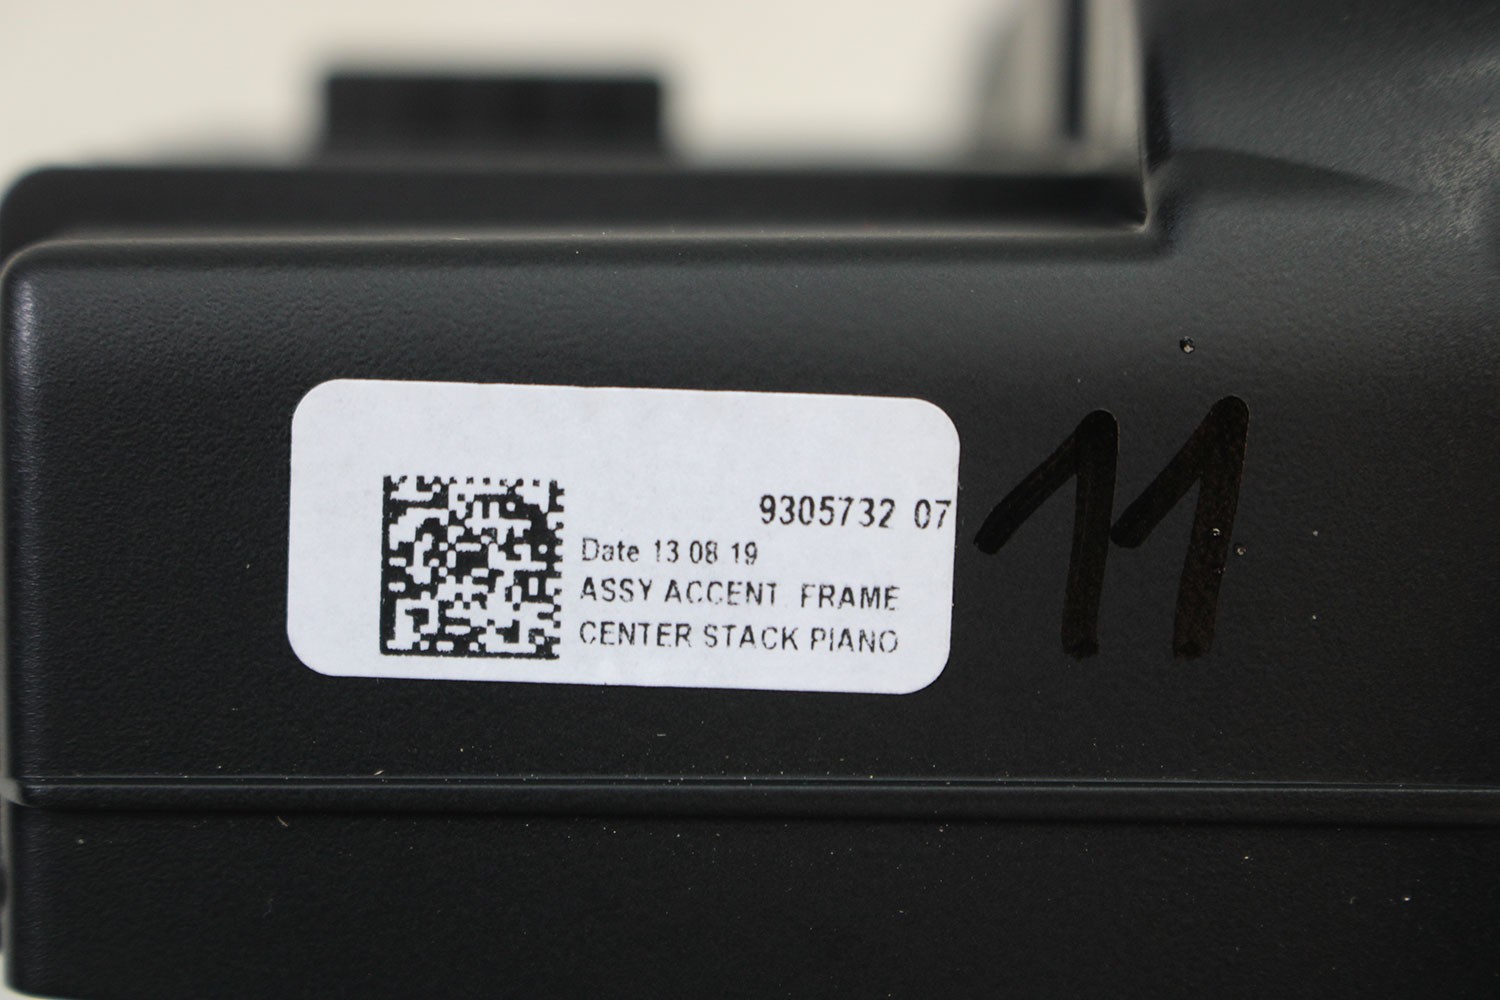 9305732 07
Date 13 08 19
ASSY ACCENT FRAME
CENTER STACK PIANO
11